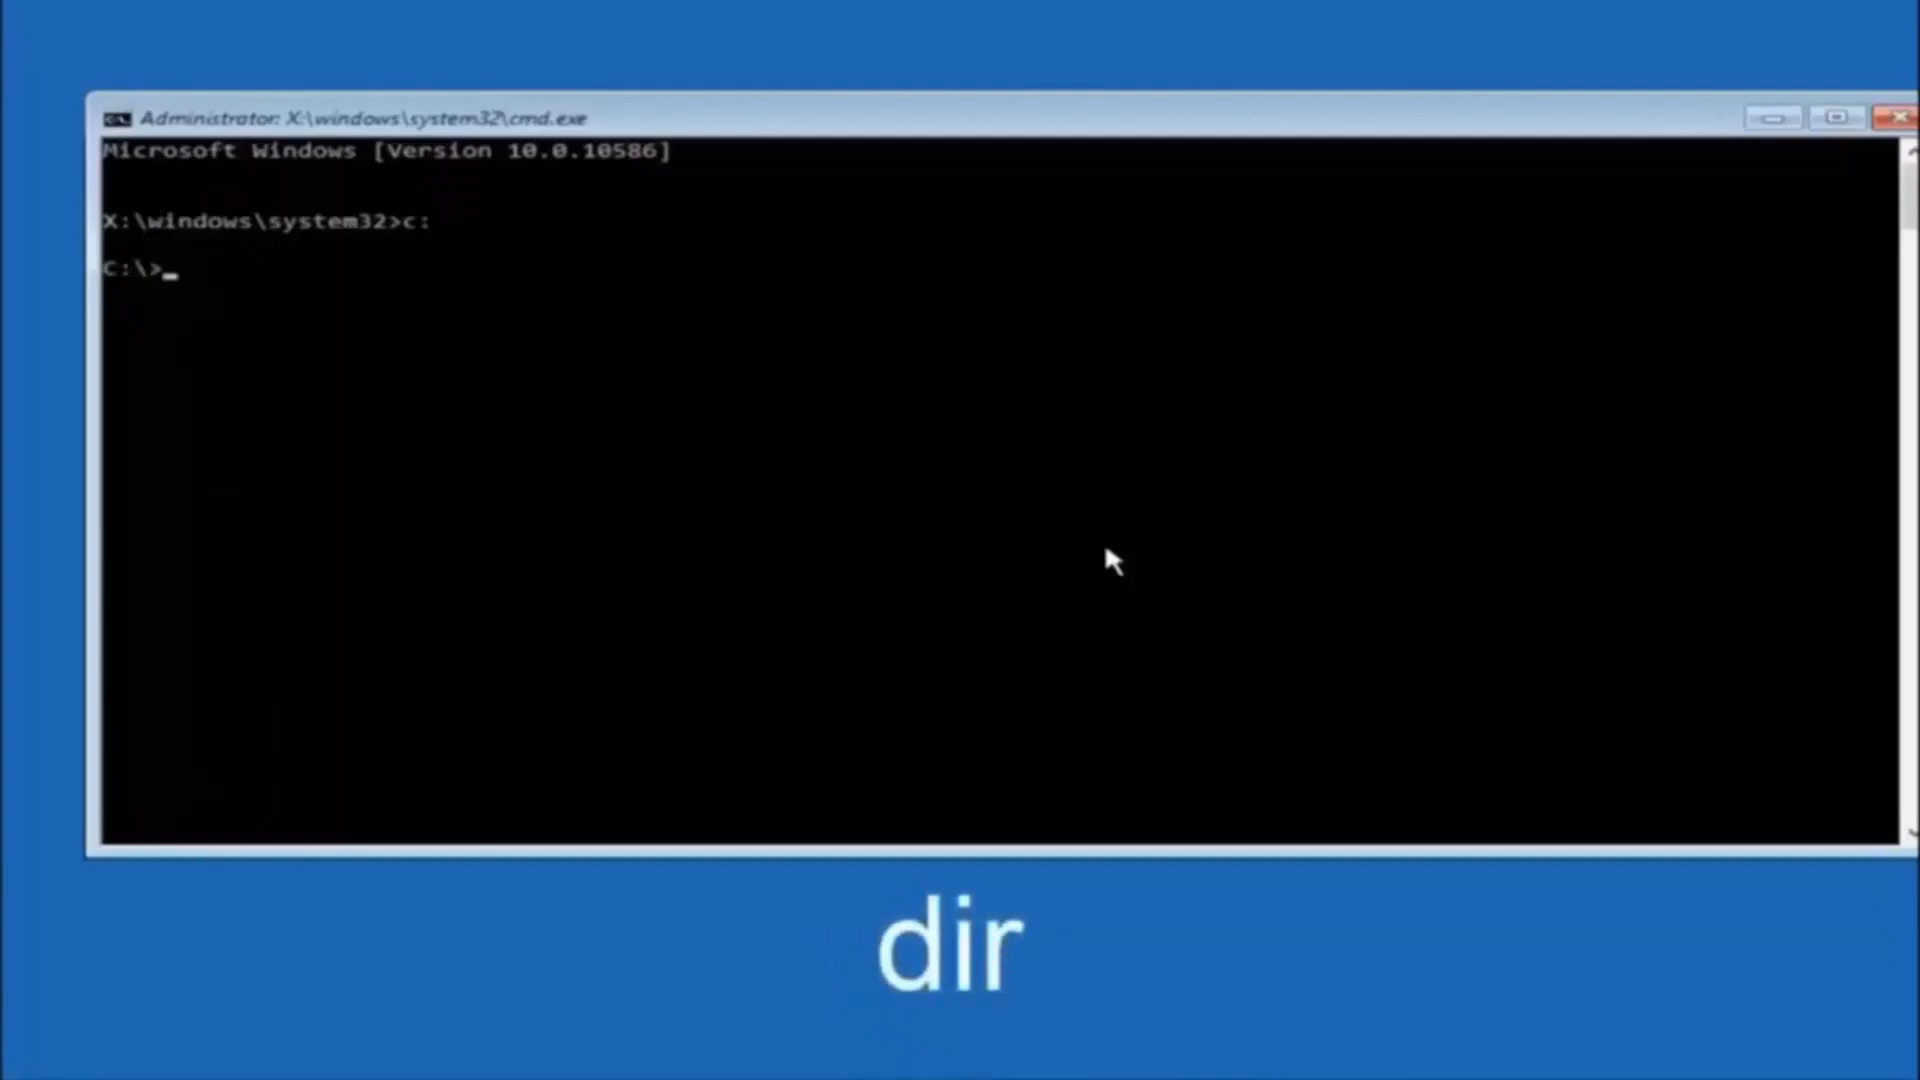 Administrator: X:\windows\system32\cmd.exe
Microsoft Windows [Version 10.0.10586]
X:\windows\system32>c:
C:\>_
dir